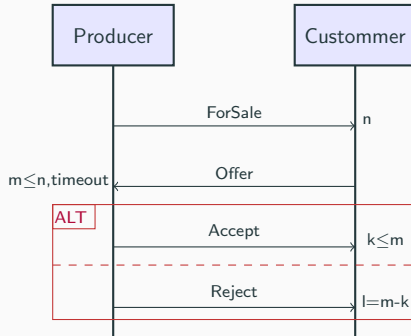 Producer
Custommer
ForSale
n
m≤n,timeout
Offer
ALT
Accept
k≤m
Reject
l=m-k